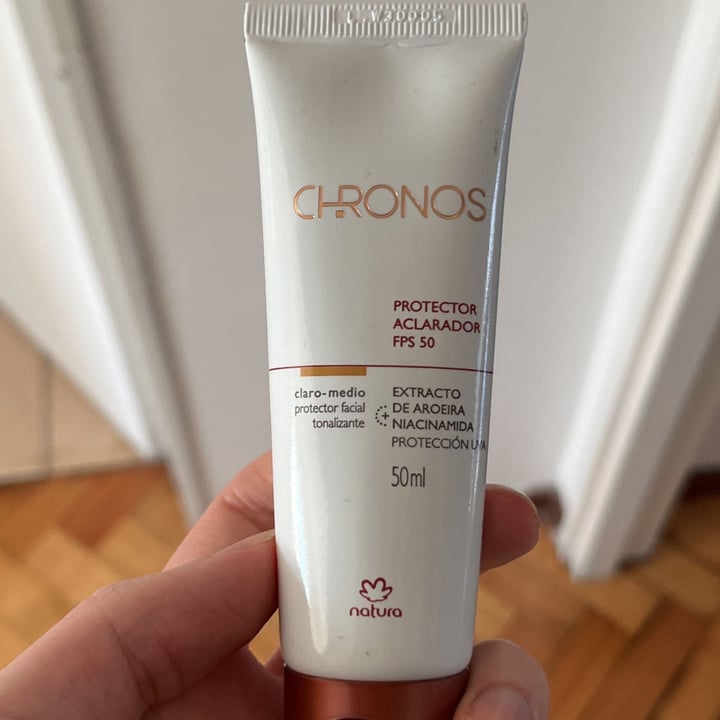 CHRONOS
PROTECTOR
ACLARADOR
FPS 50
claro-medio
protector facial
tonalizante
EXTRACTO
DE AROEIRA
NIACINAMIDA
PROTECCIÓN UVA
50ml
natura